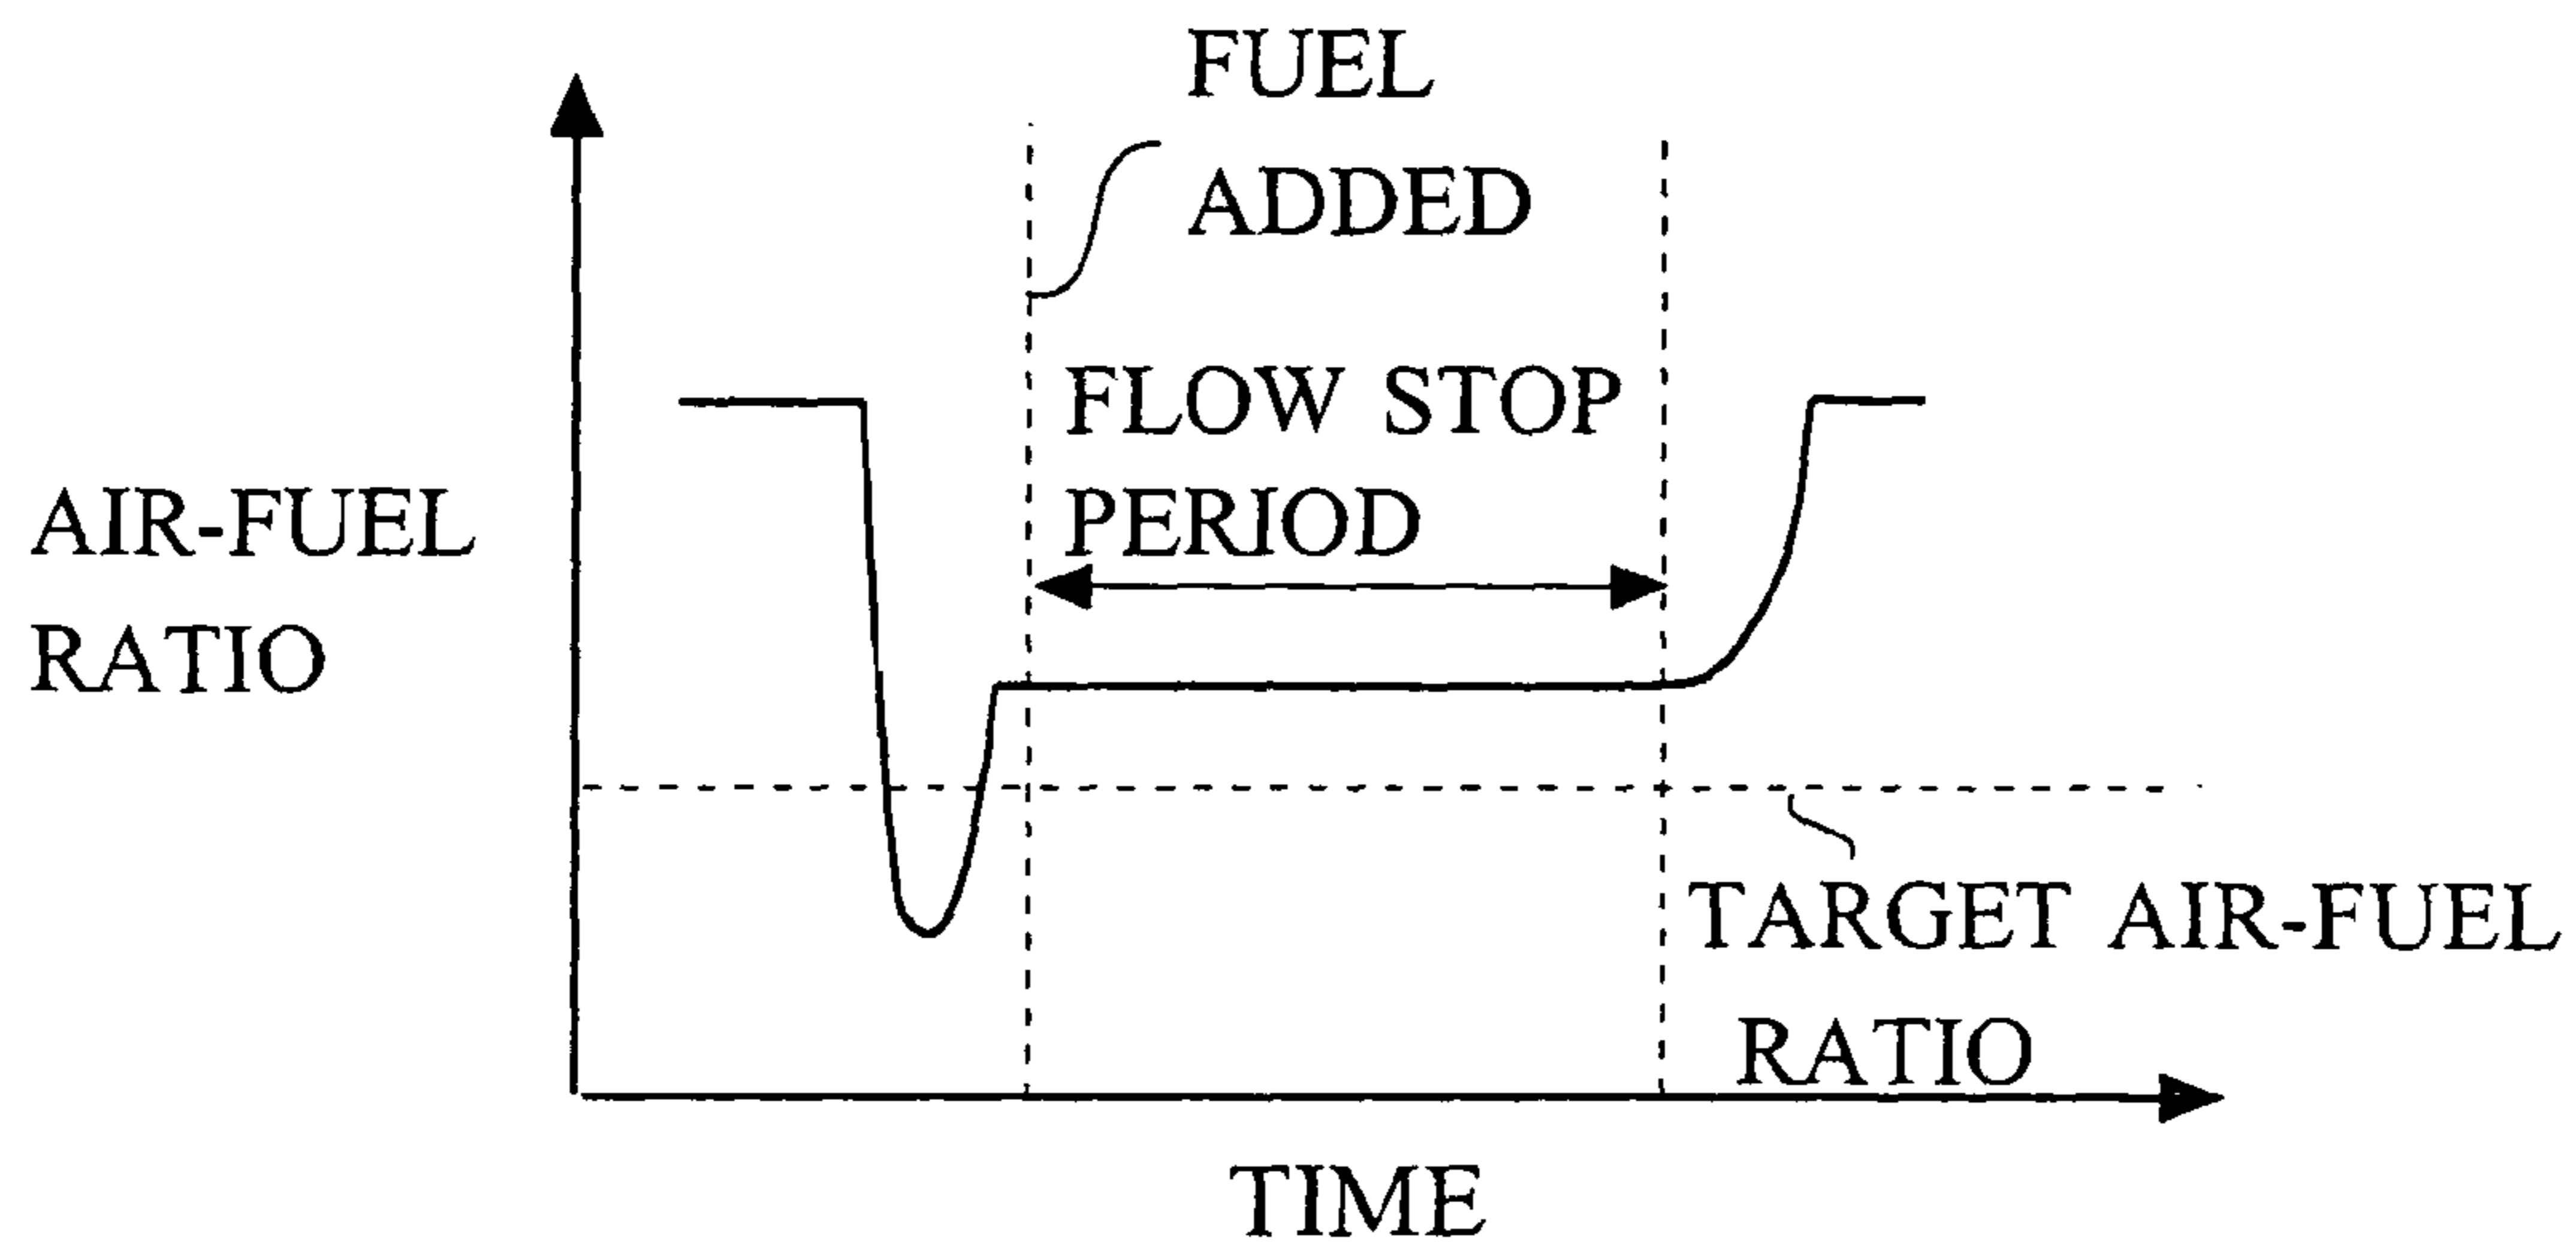 FUEL
ADDED
FLOW STOP
PERIOD
AIR-FUEL
RATIO
TARGET AIR-FUEL
RATIO
TIME